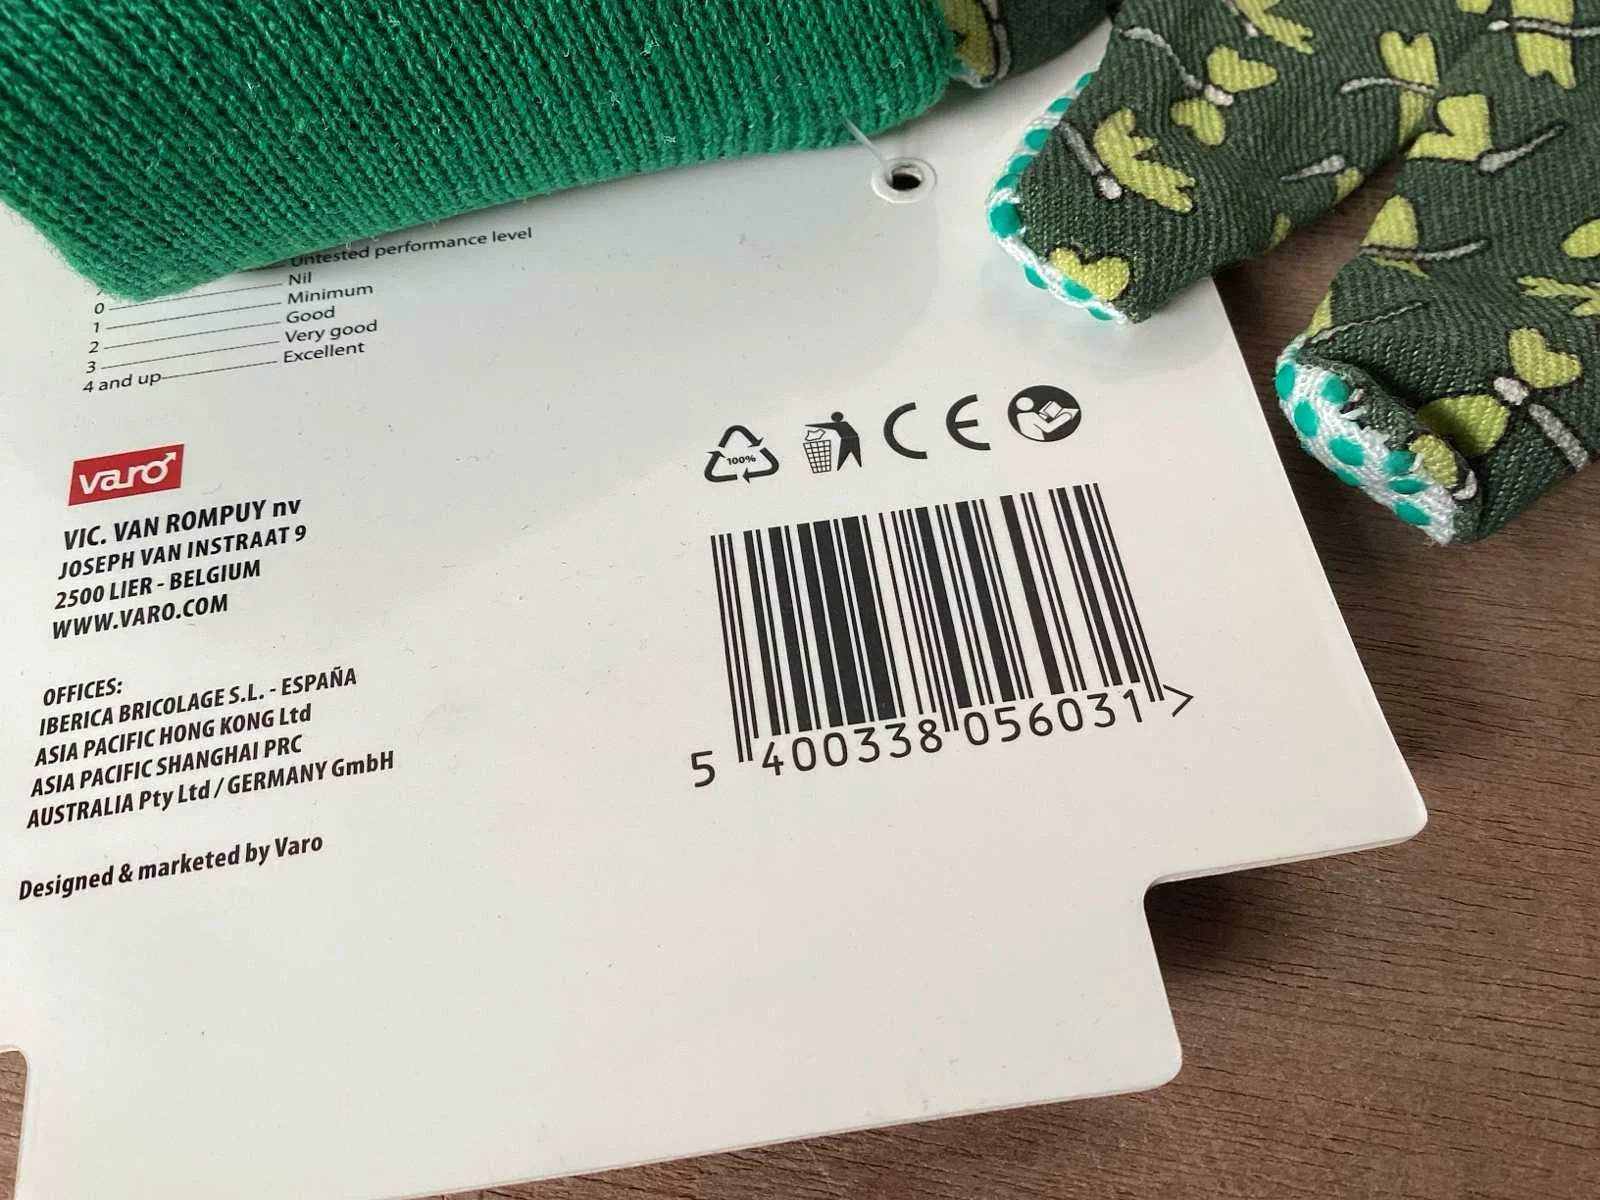 Untested performance level
Nil
0 Minimum
1 Good
2 Very good
3 Excellent
4 and up
varo
VIC. VAN ROMPUY nv
JOSEPH VAN INSTRAAT 9
2500 LIER - BELGIUM
WWW.VARO.COM
OFFICES:
IBERICA BRICOLAGE S.L. - ESPAÑA
ASIA PACIFIC HONG KONG Ltd
ASIA PACIFIC SHANGHAI PRC
AUSTRALIA Pty Ltd / GERMANY GmbH
Designed & marketed by Varo
100%
CE
5 400338 056031 >